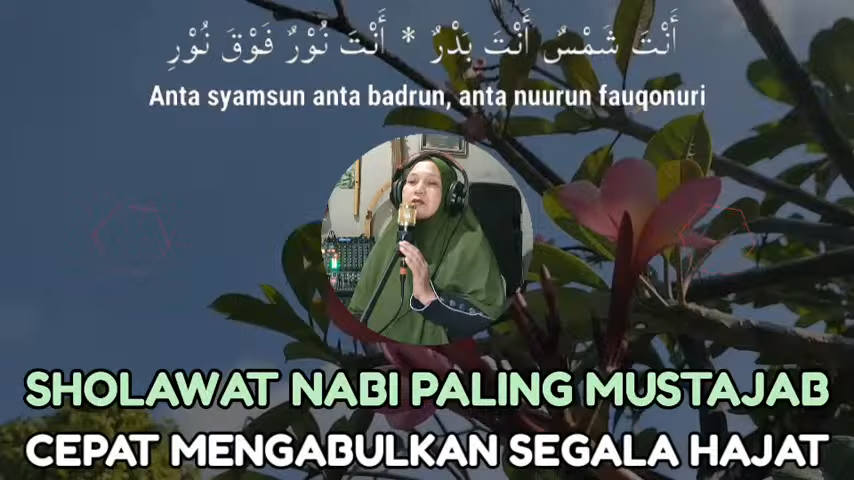 أَنْتَ شَمْسٌ أَنْتَ بَدْرٌ * أَنْتَ نُوْرٌ فَوْقَ نُوْرِ
Anta syamsun anta badrun, anta nuurun fauqonuri
SHOLAWAT NABI PALING MUSTAJAB
CEPAT MENGABULKAN SEGALA HAJAT